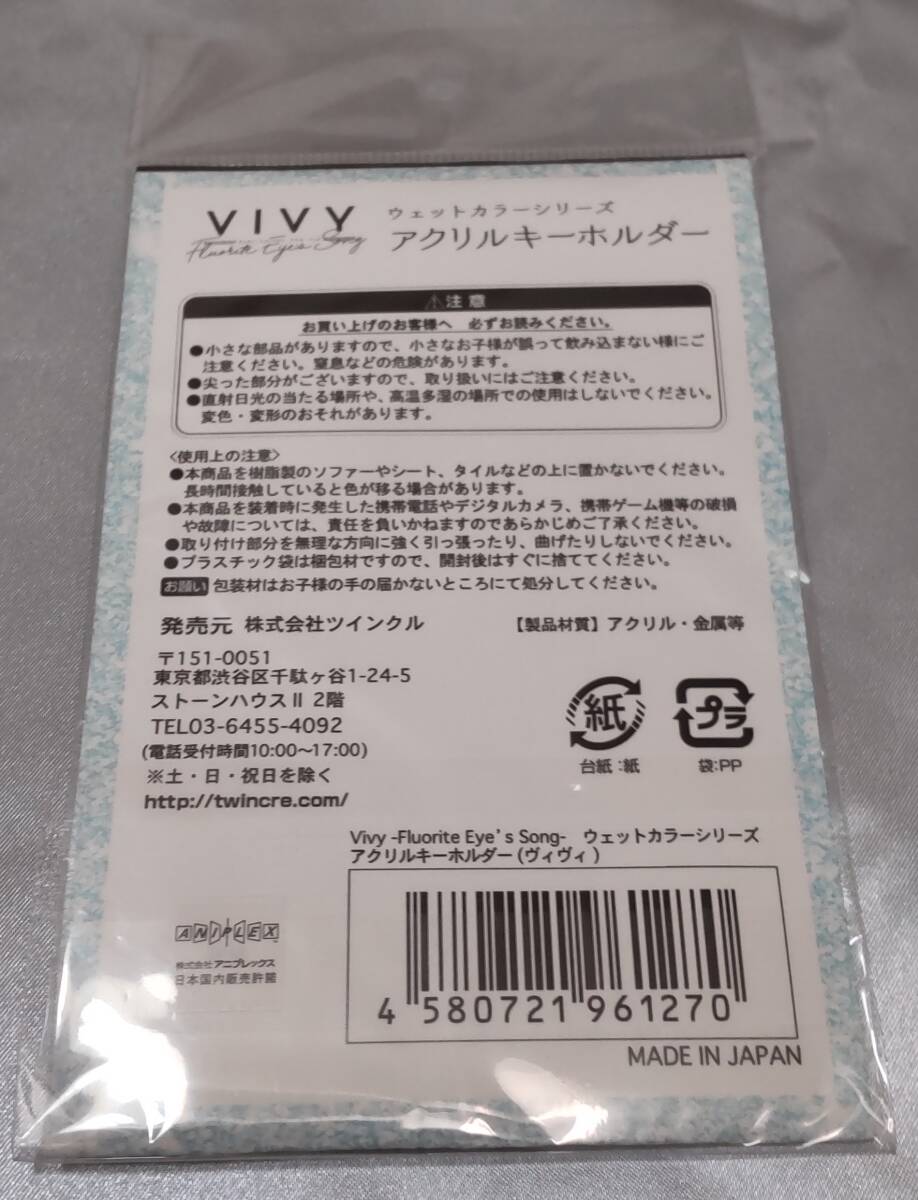 VIVY
Fluorite Eye's Song
ウェットカラーシリーズ
アクリルキーホルダー
⚠注意
お買い上げのお客様へ 必ずお読みください。
●小さな部品がありますので、小さなお子様が誤って飲み込まない様にご
注意ください。窒息などの危険があります。
●尖った部分がございますので、取り扱いにはご注意ください。
●直射日光の当たる場所や、高温多湿の場所での使用はしないでください。
変色・変形のおそれがあります。
〈使用上の注意〉
●本商品を樹脂製のソファーやシート、タイルなどの上に置かないでください。
長時間接触していると色が移る場合があります。
●本商品を装着時に発生した携帯電話やデジタルカメラ、携帯ゲーム機等の破損
や故障については、責任を負いかねますのであらかじめご了承ください。
●取り付け部分を無理な方向に強く引っ張ったり、曲げたりしないでください。
●プラスチック袋は梱包材ですので、開封後はすぐに捨ててください。
お願い 包装材はお子様の手の届かないところにて処分してください。
発売元 株式会社ツインクル
【製品材質】アクリル・金属等
〒151-0051
東京都渋谷区千駄ヶ谷1-24-5
ストーンハウスⅡ 2階
TEL03-6455-4092
(電話受付時間10:00〜17:00)
※土・日・祝日を除く
http://twincre.com/
紙
台紙:紙
プラ
袋:PP
Vivy -Fluorite Eye's Song- ウェットカラーシリーズ
アクリルキーホルダー(ヴィヴィ)
ANIPLEX
株式会社アニプレックス
日本国内販売許諾
4 580721 961270
MADE IN JAPAN